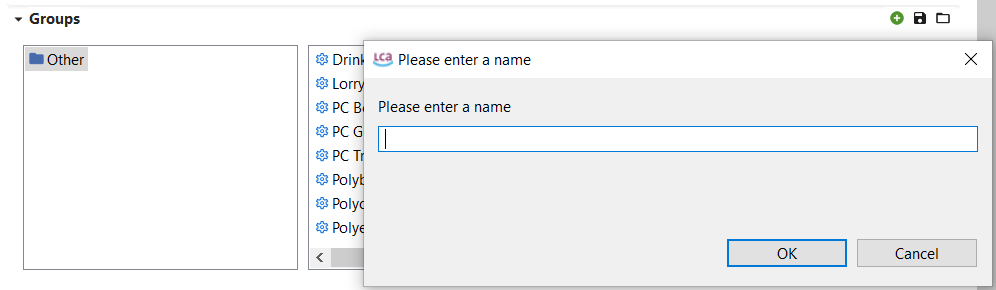 Groups
Other
Drink
Lorry
PC B
PC G
PC Tr
Polyb
Polyc
Polye
LCA Please enter a name
Please enter a name
OK
Cancel